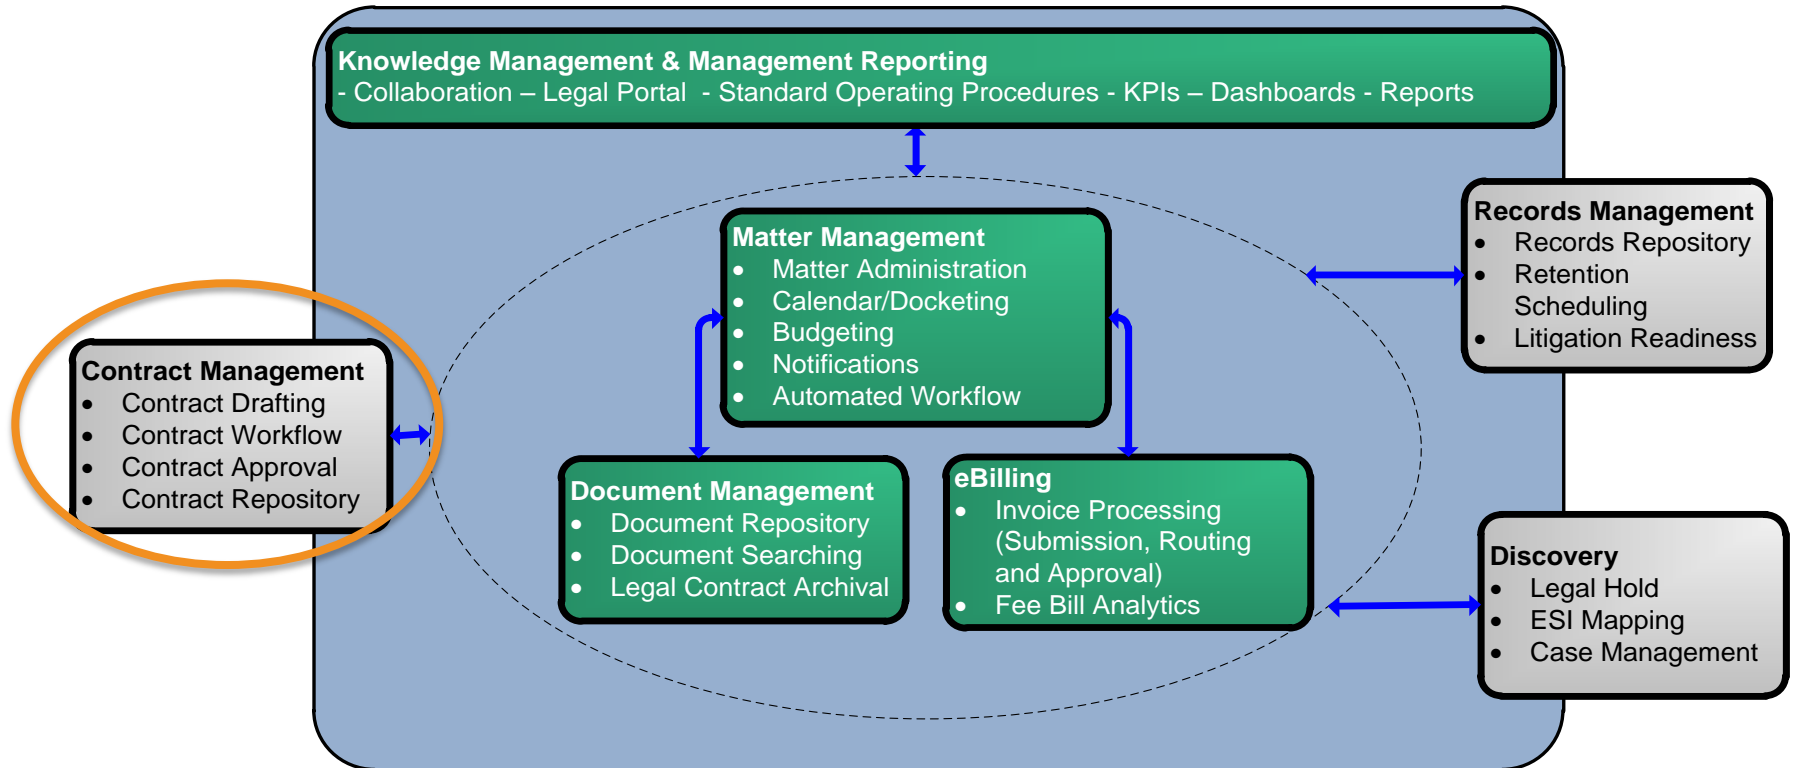 Knowledge Management & Management Reporting
- Collaboration – Legal Portal  - Standard Operating Procedures - KPIs – Dashboards - Reports
Matter Management
• Matter Administration
• Calendar/Docketing
• Budgeting
• Notifications
• Automated Workflow
Records Management
• Records Repository
• Retention
Scheduling
• Litigation Readiness
Contract Management
• Contract Drafting
• Contract Workflow
• Contract Approval
• Contract Repository
Document Management
• Document Repository
• Document Searching
• Legal Contract Archival
eBilling
• Invoice Processing
(Submission, Routing
and Approval)
• Fee Bill Analytics
Discovery
• Legal Hold
• ESI Mapping
• Case Management